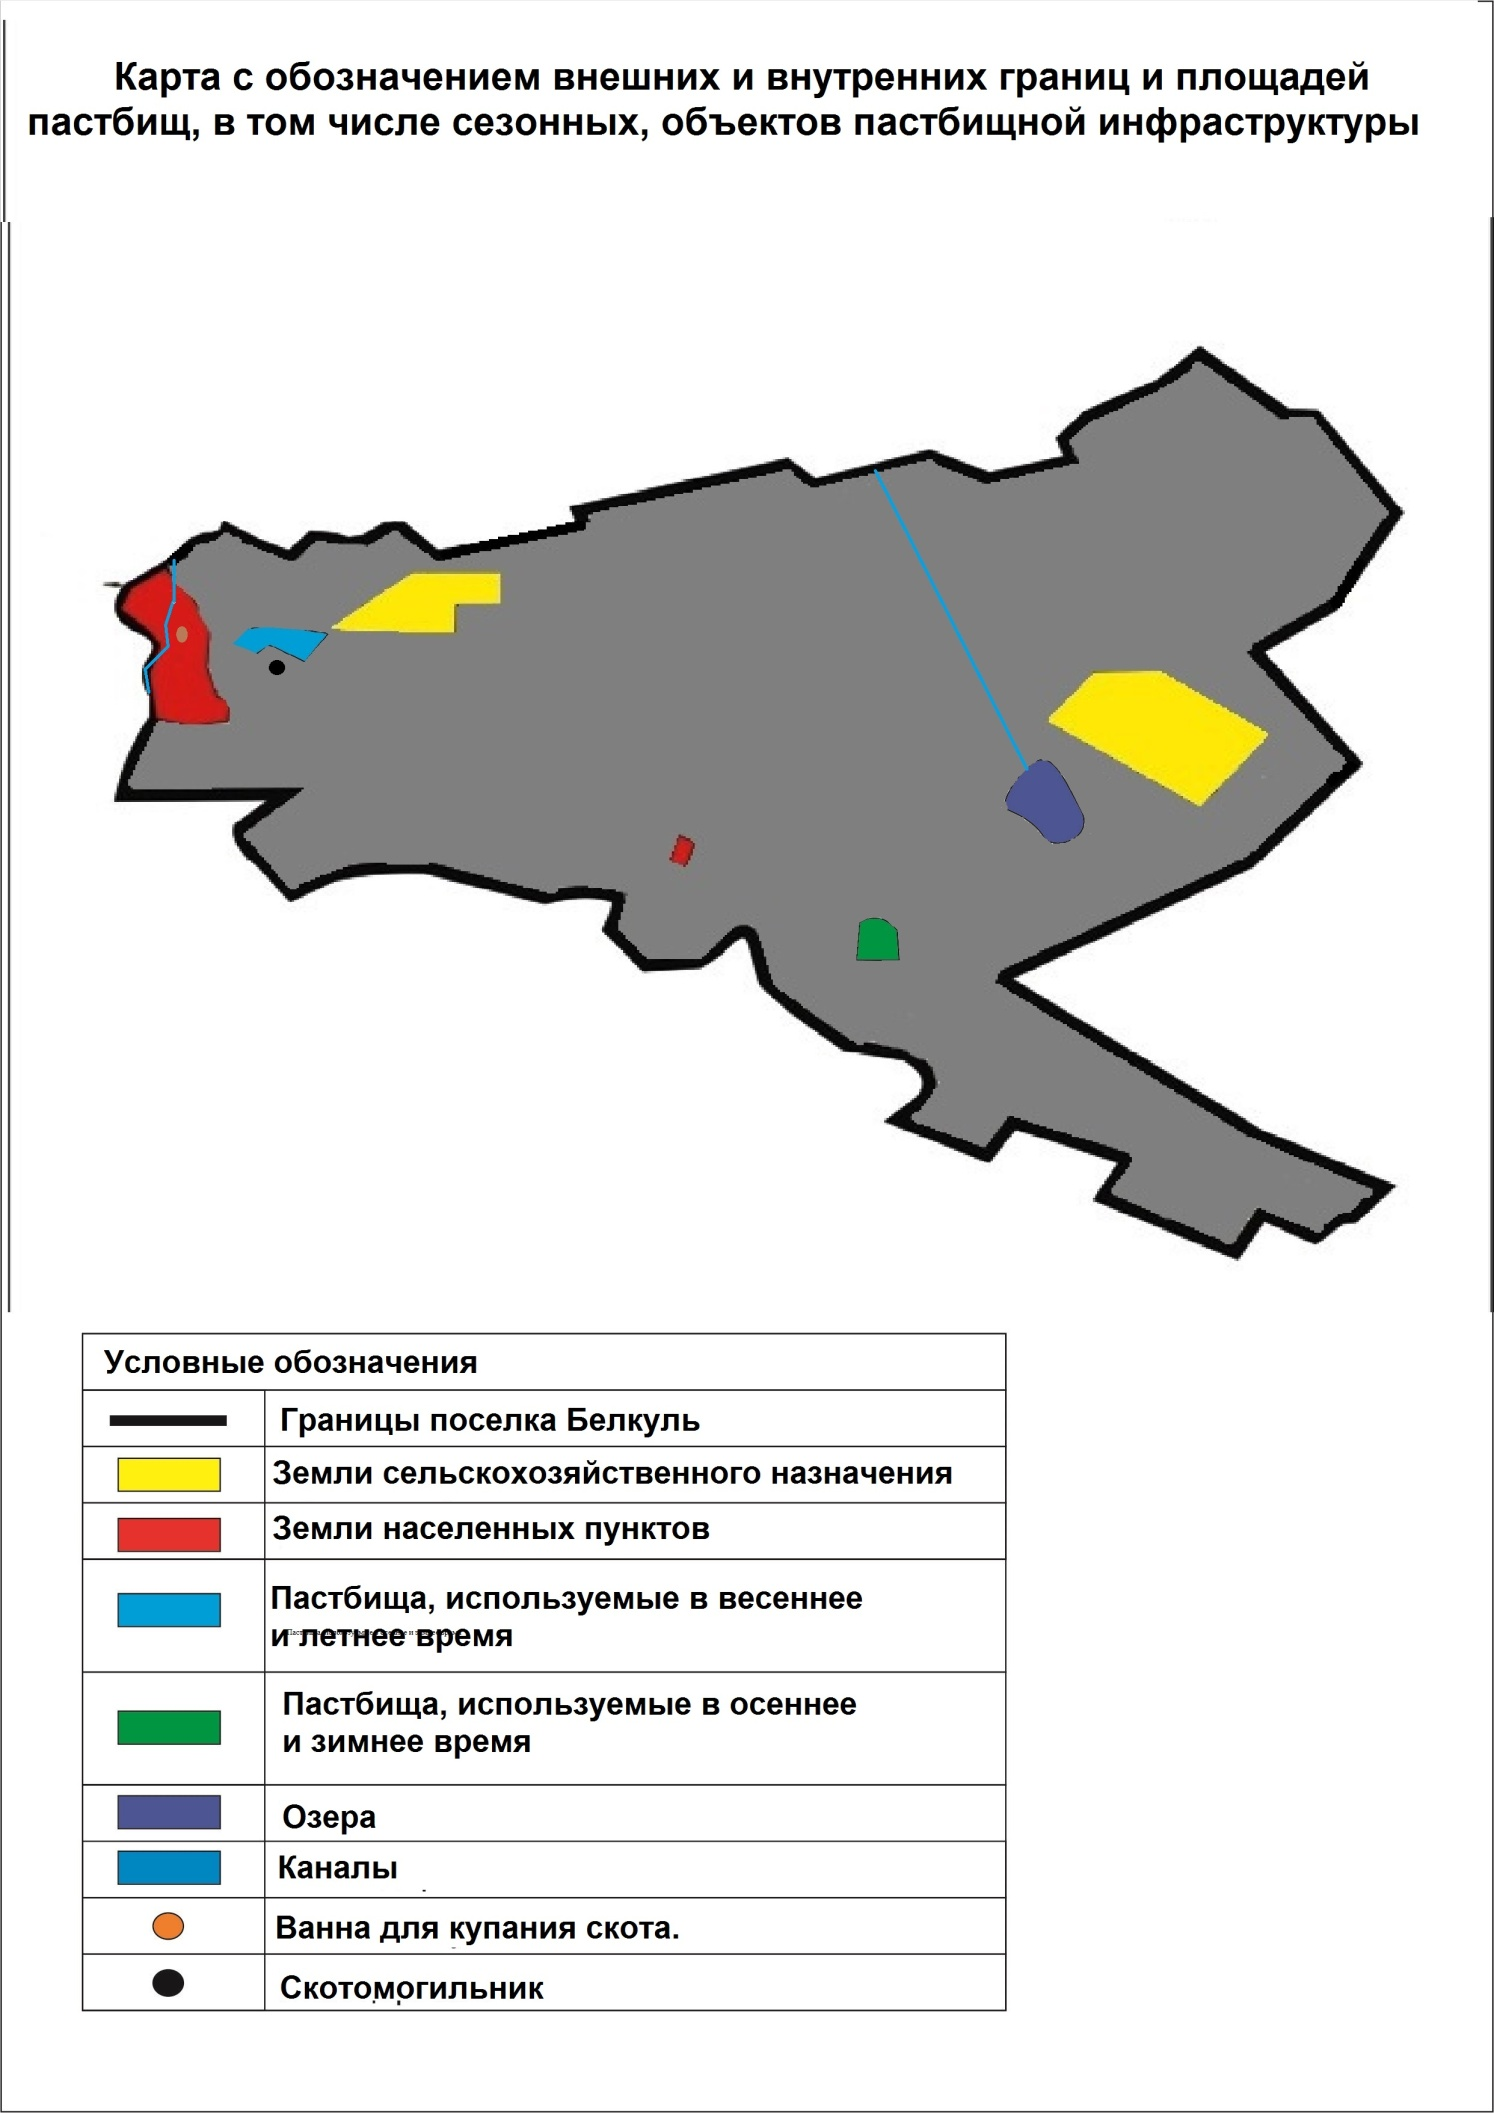 Карта с обозначением внешних и внутренних границ и площадей
пастбищ, в том числе сезонных, объектов пастбищной инфраструктуры
Условные обозначения
Границы поселка Белкуль
Земли сельскохозяйственного назначения
Земли населенных пунктов
Пастбища, используемые в весеннее
и летнее время
Пастбища, используемые в осеннее
и зимнее время
Озера
Каналы
Ванна для купания скота.
Скотомогильник